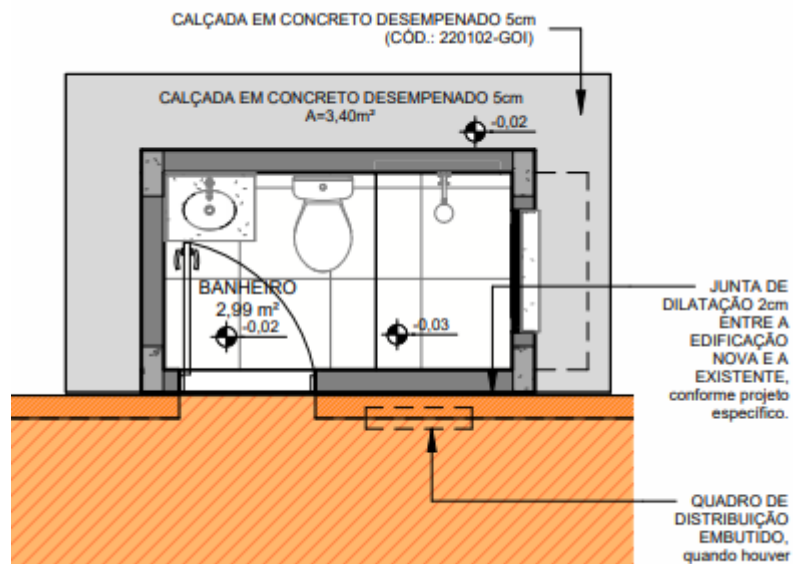 CALÇADA EM CONCRETO DESEMPENADO 5cm
(CÓD.: 220102-GOI)
CALÇADA EM CONCRETO DESEMPENADO 5cm
A=3,40m²
-0,02
BANHEIRO
2,99 m²
-0,02
-0,03
JUNTA DE
DILATAÇÃO 2cm
ENTRE A
EDIFICAÇÃO
NOVA E A
EXISTENTE,
conforme projeto
específico.
QUADRO DE
DISTRIBUIÇÃO
EMBUTIDO,
quando houver